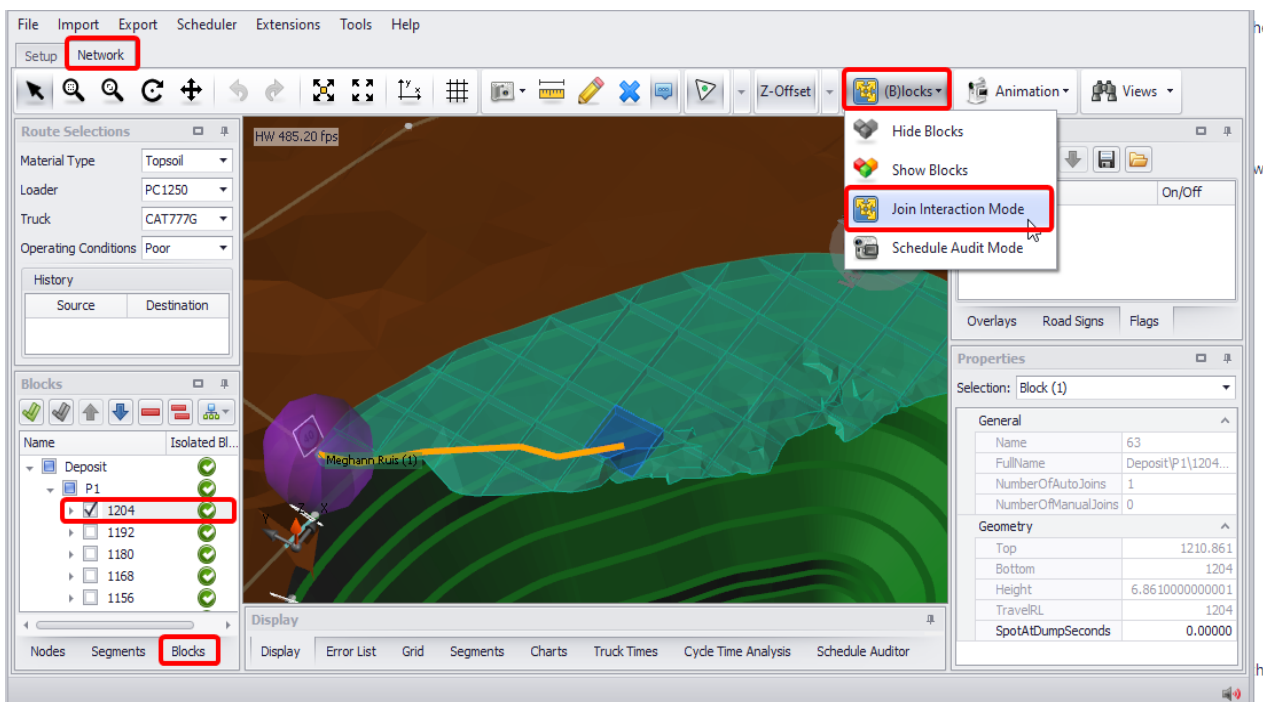 File Import Export Scheduler Extensions Tools Help
Setup Network
Z-Offset (B)locks Animation Views
Route Selections
Material Type Topsoil
Loader PC1250
Truck CAT777G
Operating Conditions Poor
History
Source Destination
Blocks
Name Isolated Bl...
Deposit
P1
1204
1192
1180
1168
1156
Nodes Segments Blocks
HW 485.20 fps
Meghann Ruis (1)
Y Z X
Hide Blocks
Show Blocks
Join Interaction Mode
Schedule Audit Mode
On/Off
Overlays Road Signs Flags
Properties
Selection: Block (1)
General
Name 63
FullName Deposit\P1\1204...
NumberOfAutoJoins 1
NumberOfManualJoins 0
Geometry
Top 1210.861
Bottom 1204
Height 6.8610000000001
TravelRL 1204
SpotAtDumpSeconds 0.00000
Display
Display Error List Grid Segments Charts Truck Times Cycle Time Analysis Schedule Auditor